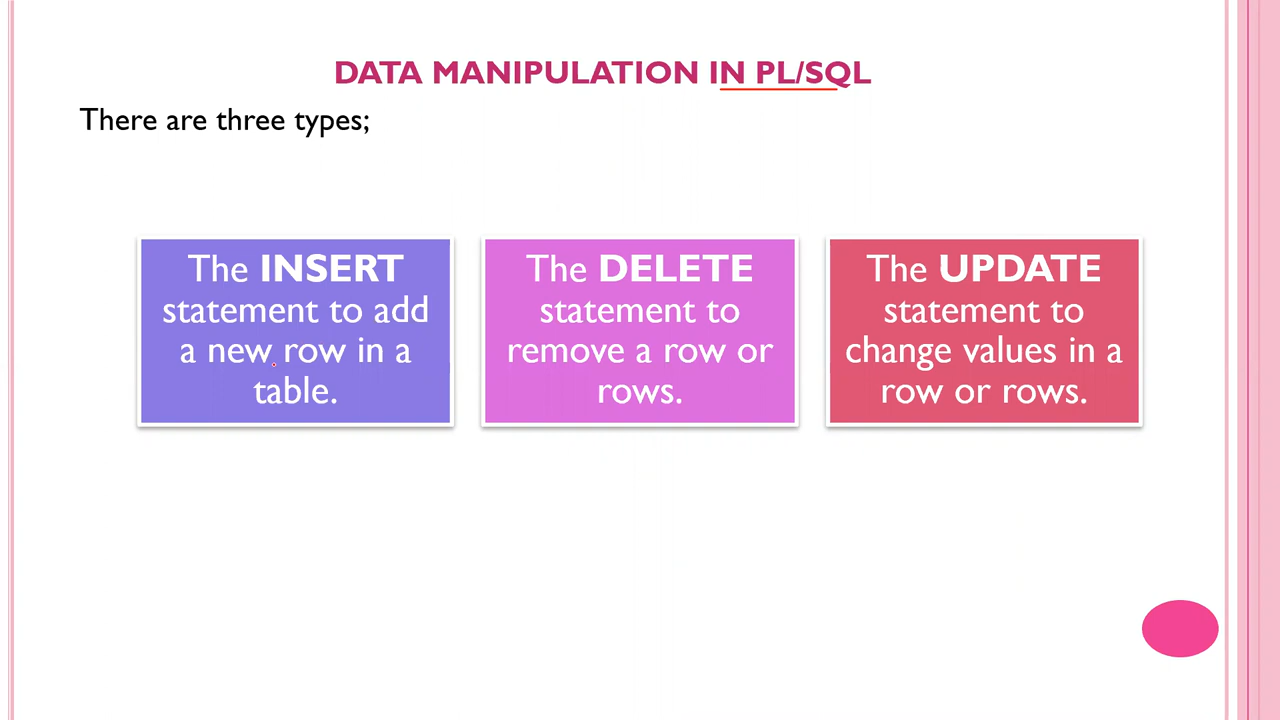 DATA MANIPULATION IN PL/SQL
There are three types;
The INSERT
statement to add
a new row in a
table.
The DELETE
statement to
remove a row or
rows.
The UPDATE
statement to
change values in a
row or rows.